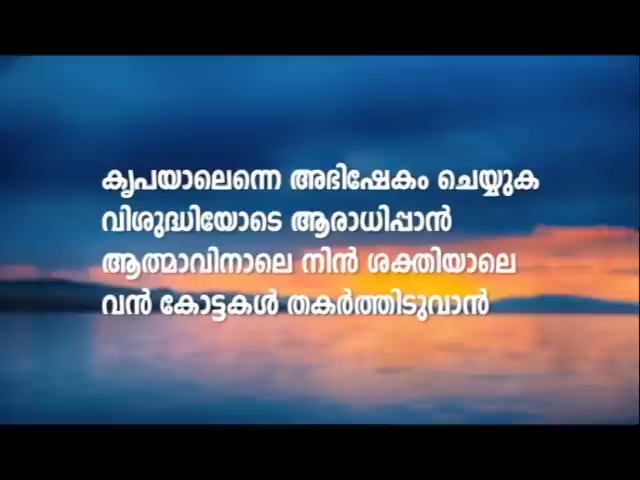 കൃപയാലെന്നെ അഭിഷേകം ചെയ്യുക
വിശുദ്ധിയോടെ ആരാധിപ്പാൻ
ആത്മാവിനാലെ നിൻ ശക്തിയാലെ
വൻ കോട്ടകൾ തകർത്തിടുവാൻ